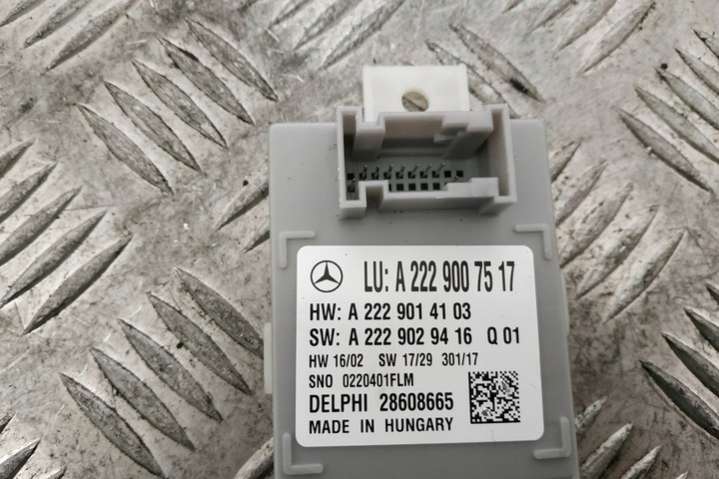 LU: A 222 900 75 17
HW: A 222 901 41 03
SW: A 222 902 94 16 Q 01
HW 16/02 SW 17/29 301/17
SNO 0220401FLM
DELPHI 28608665
MADE IN HUNGARY